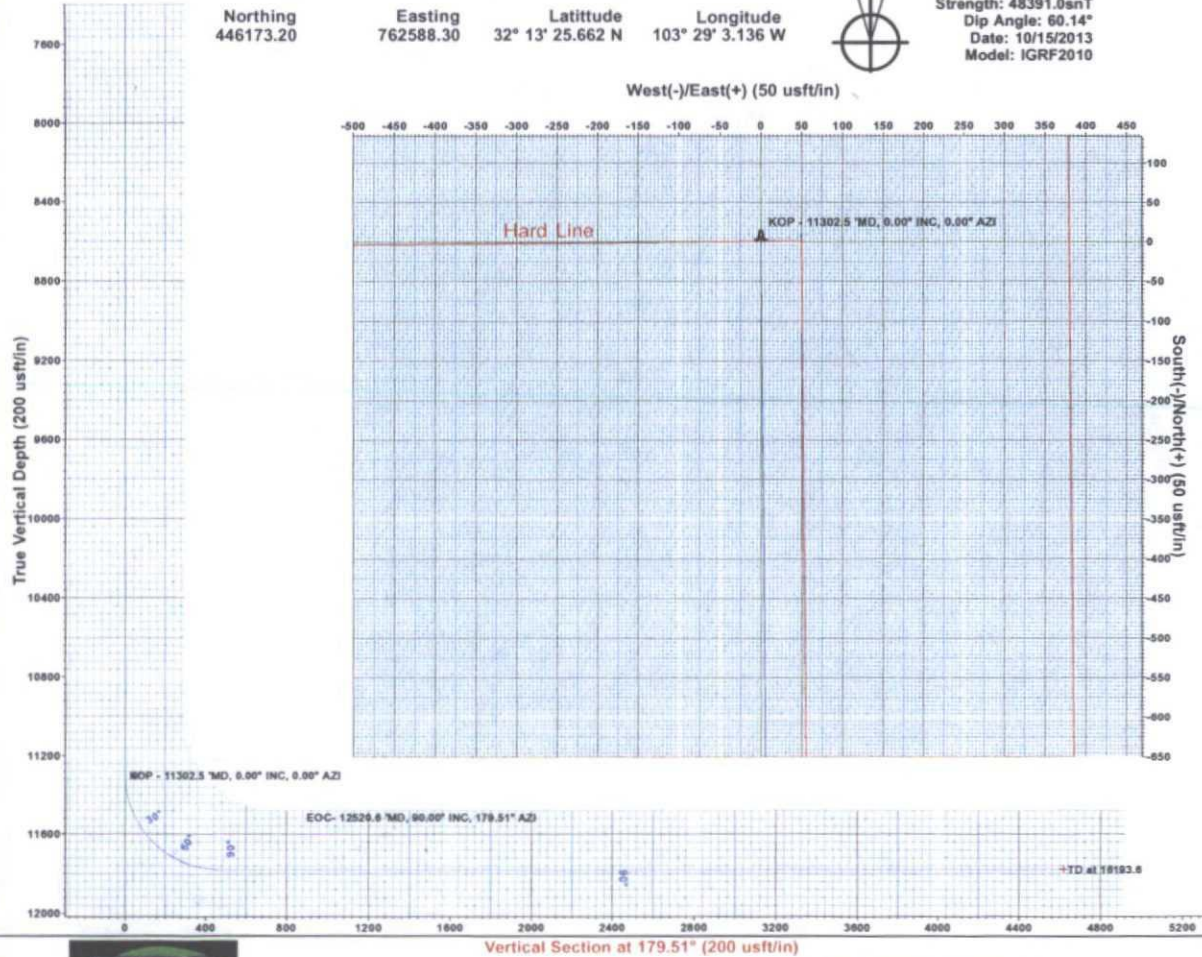 Northing Easting Latittude Longitude
446173.20 762588.30 32° 13' 25.662 N 103° 29' 3.136 W
Strength: 48391.0snT
Dip Angle: 60.14°
Date: 10/15/2013
Model: IGRF2010
West(-)/East(+) (50 usft/in)
-500 -450 -400 -350 -300 -250 -200 -150 -100 -50 0 50 100 150 200 250 300 350 400 450
100
50
0
-50
-100
-150
-200
-250
-300
-350
-400
-450
-500
-550
-600
-650
South(-)/North(+) (50 usft/in)
KOP - 11302.5 'MD, 0.00° INC, 0.00° AZI
Hard Line
True Vertical Depth (200 usft/in)
7600
8000
8400
8800
9200
9600
10000
10400
10800
11200
11600
12000
KOP - 11302.5 'MD, 0.00° INC, 0.00° AZI
EOC- 12520.6 'MD, 90.00° INC, 179.51° AZI
30°
60°
90°
90°
TD at 16193.6
0 400 800 1200 1600 2000 2400 2800 3200 3600 4000 4400 4800 5200
Vertical Section at 179.51° (200 usft/in)